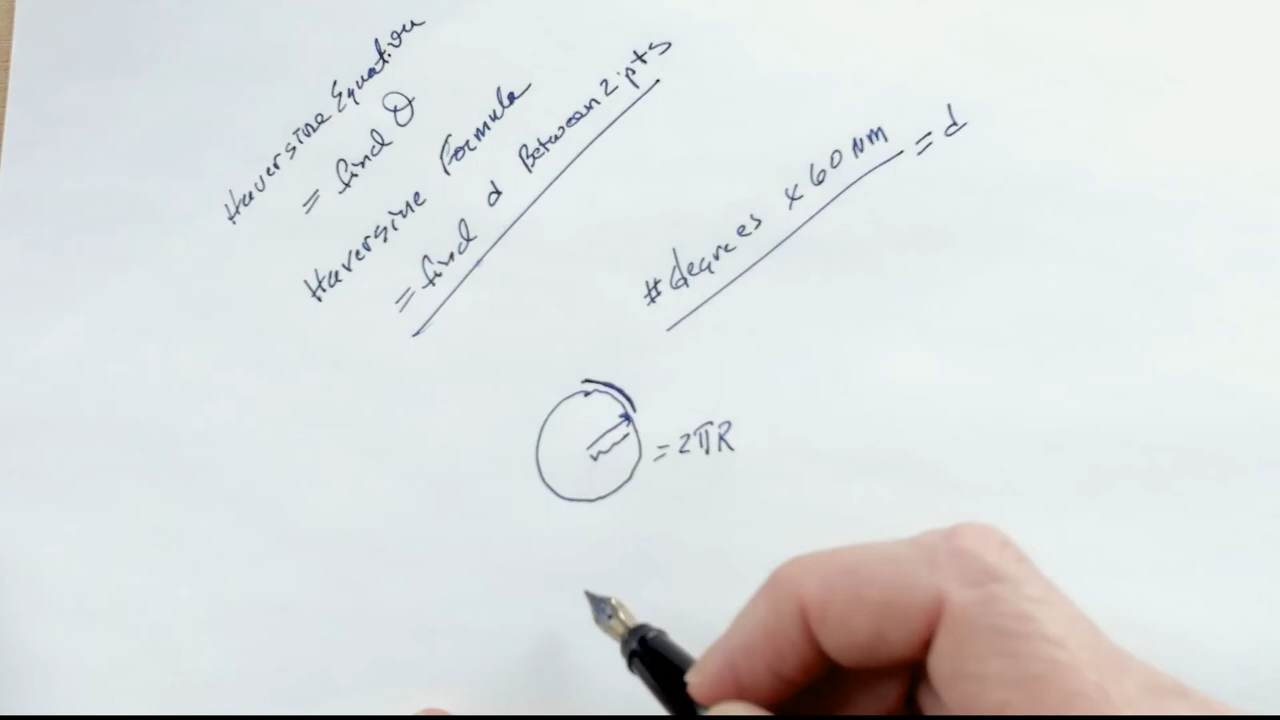 Haversine Equation
= find θ
Haversine Formula
= find d Between 2 pts
# degrees x 60 NM = d
= 2πR